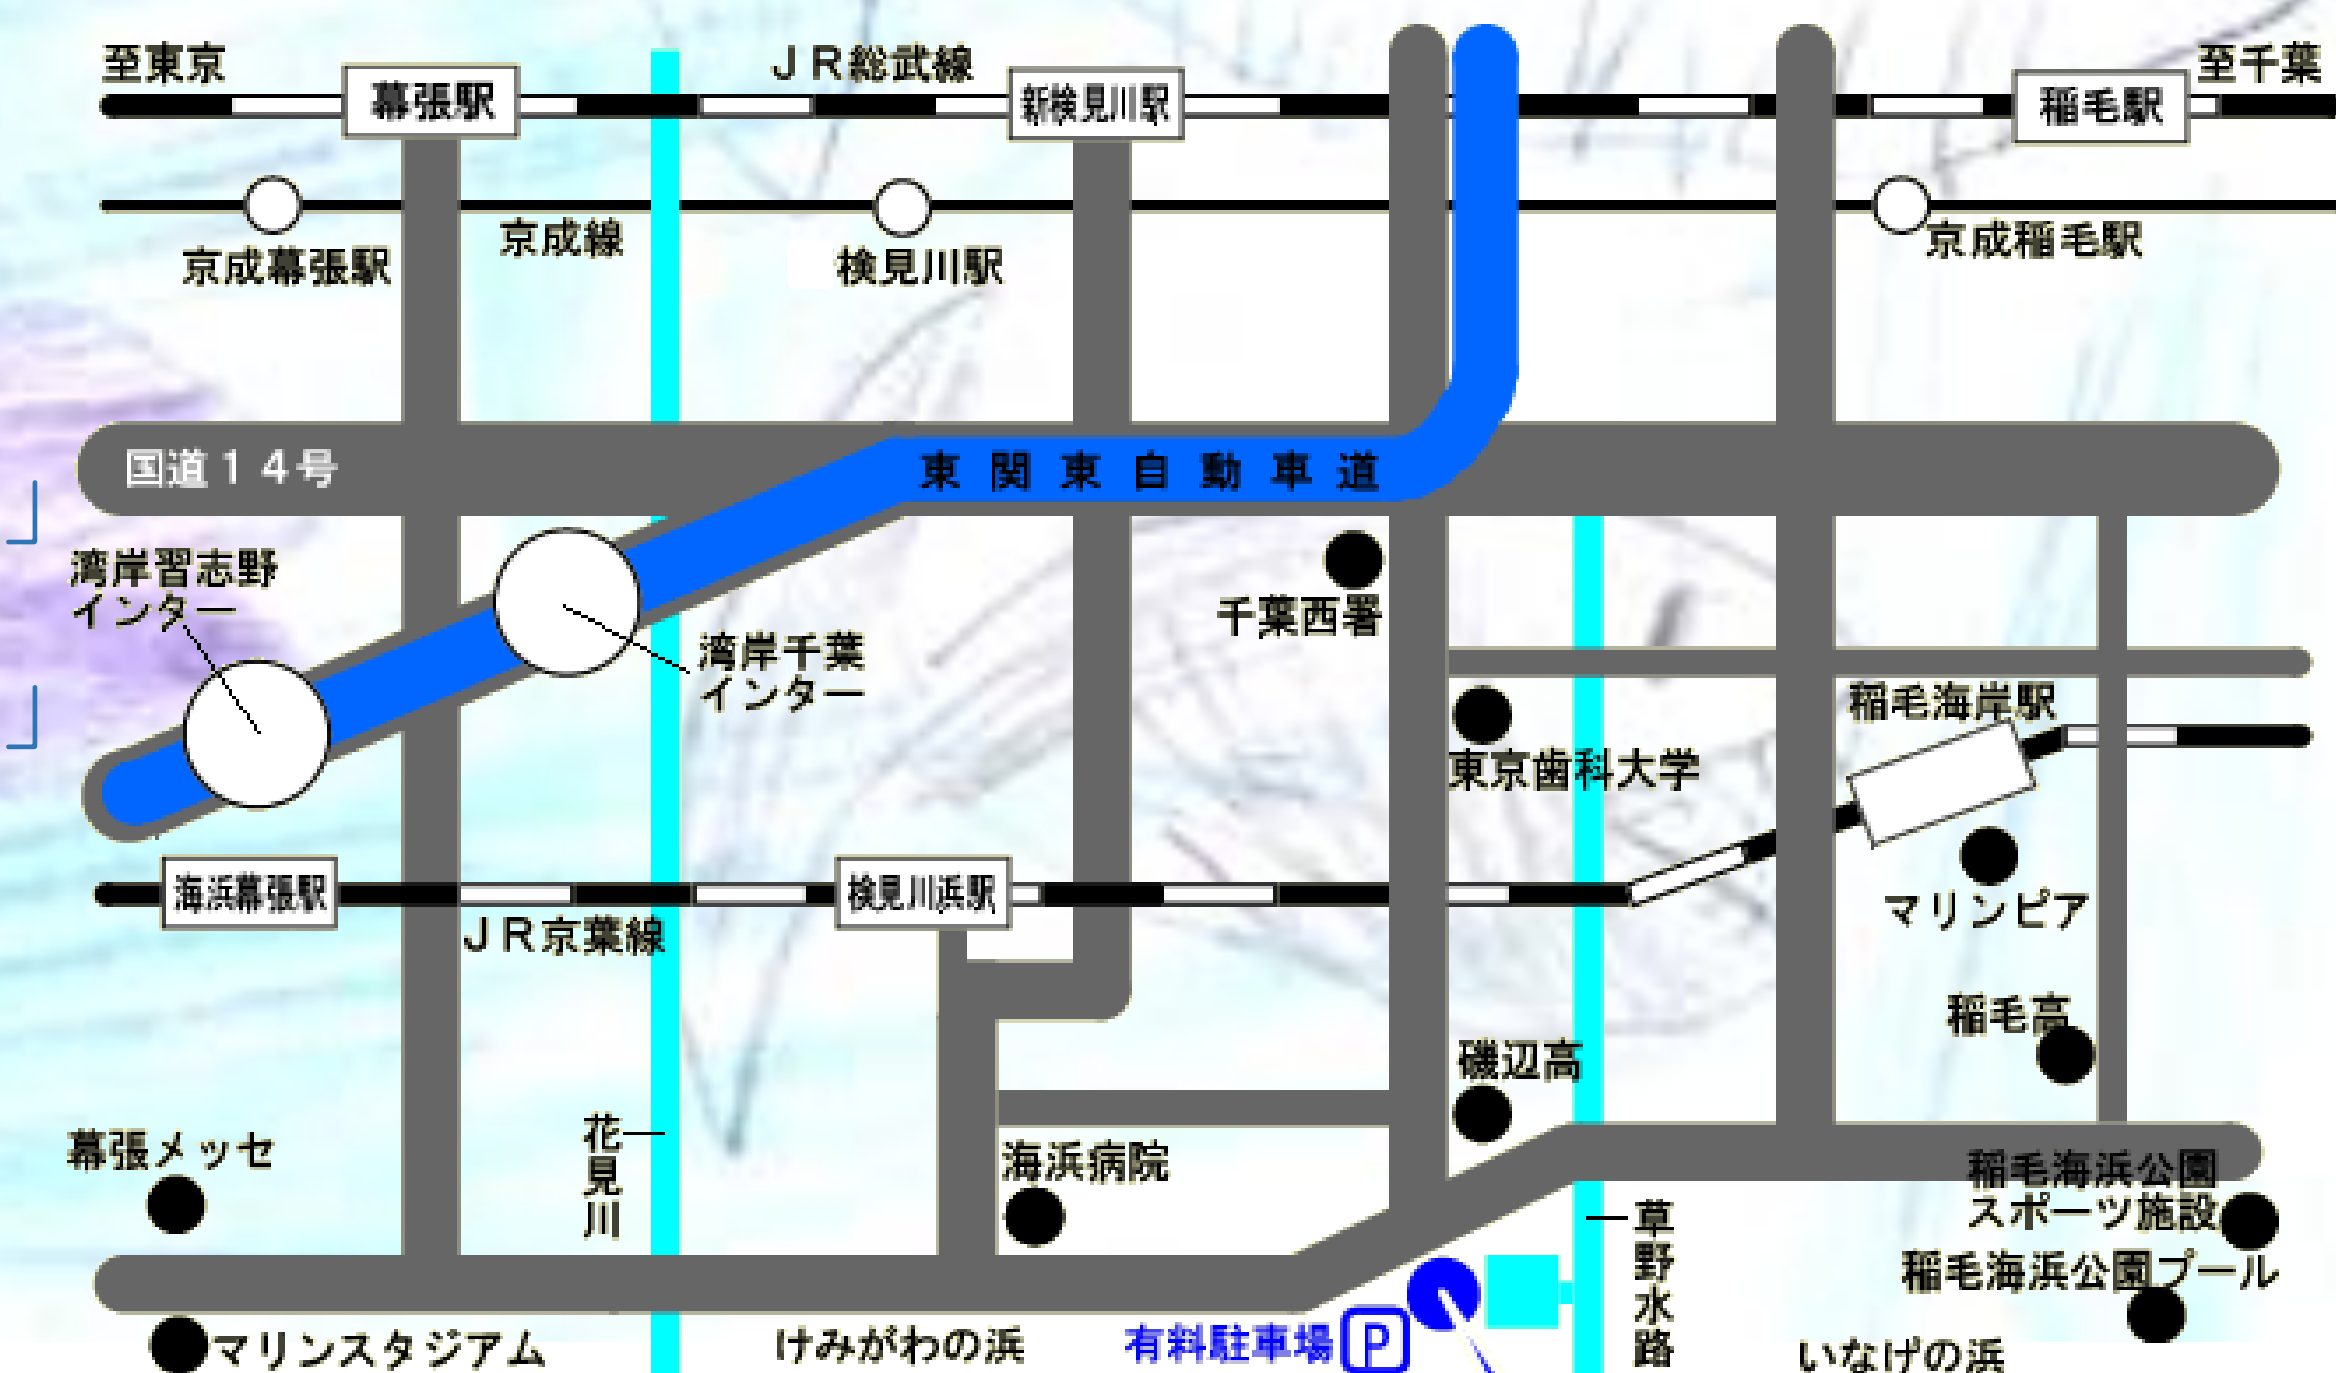 至東京
ＪＲ総武線
至千葉
幕張駅
新検見川駅
稲毛駅
京成線
京成幕張駅
検見川駅
京成稲毛駅
国道１４号
東関東自動車道
湾岸習志野
インター
千葉西署
湾岸千葉
インター
稲毛海岸駅
東京歯科大学
海浜幕張駅
検見川浜駅
マリンピア
ＪＲ京葉線
稲毛高
磯辺高
幕張メッセ
花見川
海浜病院
稲毛海浜公園
スポーツ施設
草野水路
稲毛海浜公園プール
マリンスタジアム
けみがわの浜
有料駐車場 P
いなげの浜